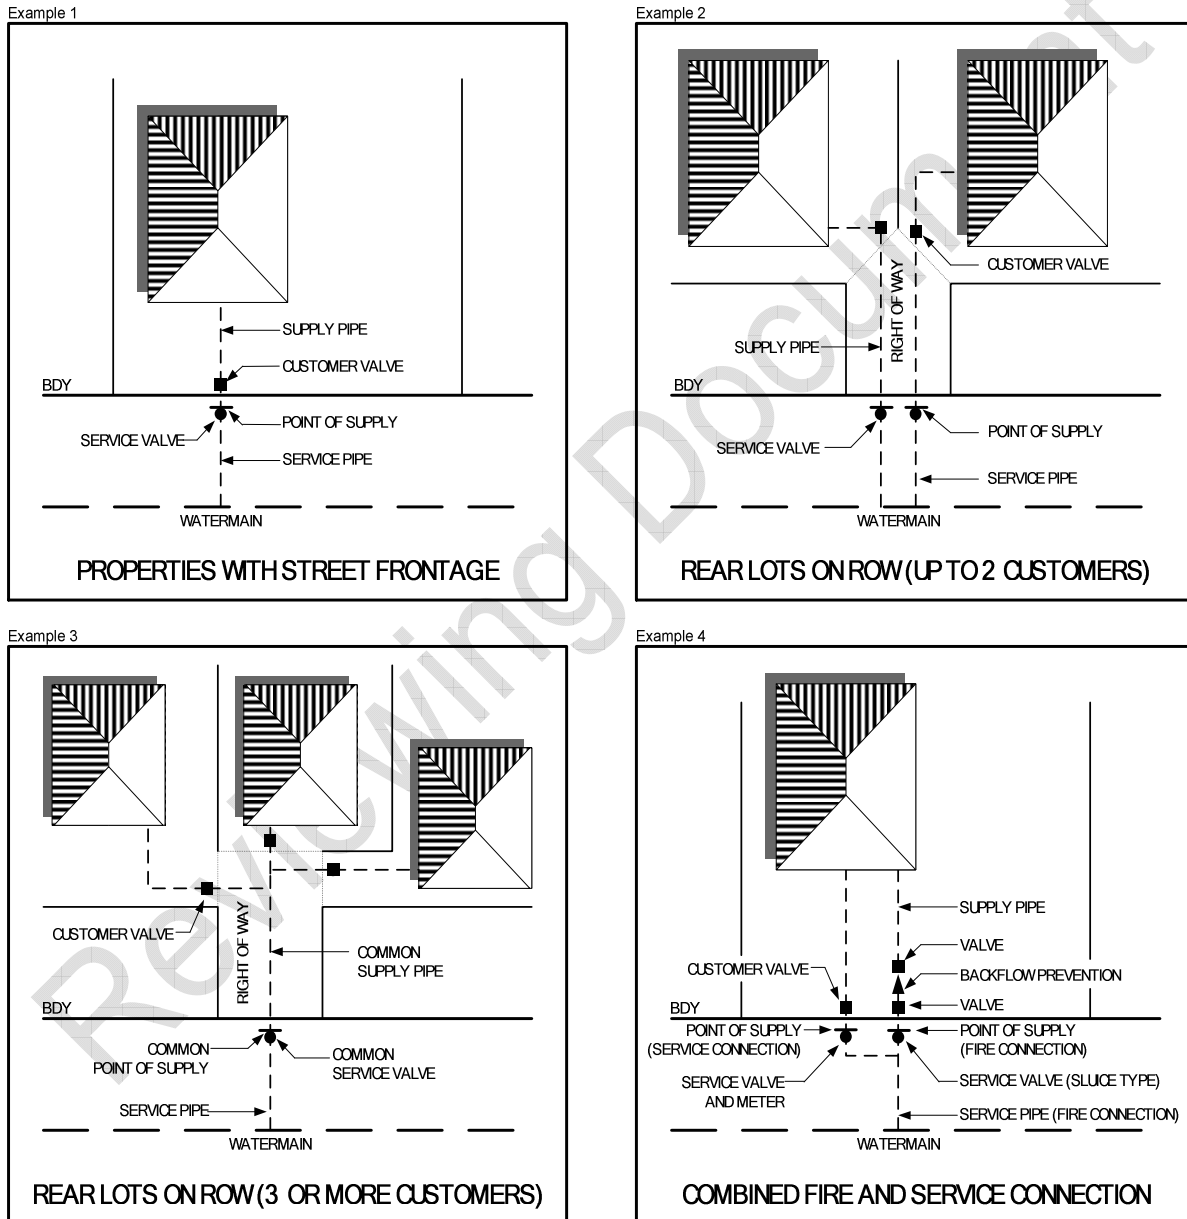 Example 1
SUPPLY PIPE
CUSTOMER VALVE
BDY
POINT OF SUPPLY
SERVICE VALVE
SERVICE PIPE
WATERMAIN
PROPERTIES WITH STREET FRONTAGE
Example 2
CUSTOMER VALVE
RIGHT OF WAY
SUPPLY PIPE
BDY
POINT OF SUPPLY
SERVICE VALVE
SERVICE PIPE
WATERMAIN
REAR LOTS ON ROW (UP TO 2 CUSTOMERS)
Example 3
CUSTOMER VALVE
RIGHT OF WAY
COMMON
SUPPLY PIPE
BDY
COMMON
POINT OF SUPPLY
COMMON
SERVICE VALVE
SERVICE PIPE
WATERMAIN
REAR LOTS ON ROW (3 OR MORE CUSTOMERS)
Example 4
SUPPLY PIPE
VALVE
CUSTOMER VALVE
BACKFLOW PREVENTION
BDY
VALVE
POINT OF SUPPLY
(SERVICE CONNECTION)
POINT OF SUPPLY
(FIRE CONNECTION)
SERVICE VALVE
AND METER
SERVICE VALVE (SLUICE TYPE)
SERVICE PIPE (FIRE CONNECTION)
WATERMAIN
COMBINED FIRE AND SERVICE CONNECTION
Reviewing Document